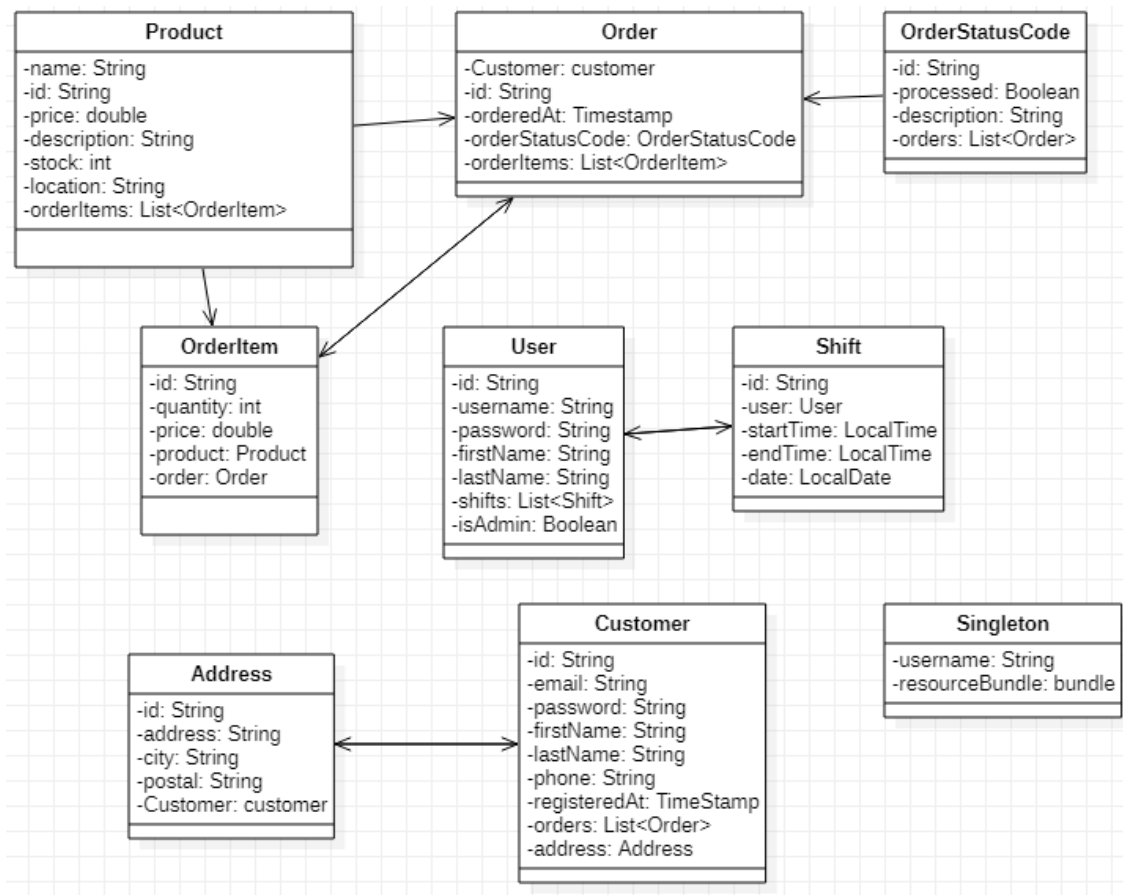 Product
-name: String
-id: String
-price: double
-description: String
-stock: int
-location: String
-orderItems: List<OrderItem>
Order
-Customer: customer
-id: String
-orderedAt: Timestamp
-orderStatusCode: OrderStatusCode
-orderItems: List<OrderItem>
OrderStatusCode
-id: String
-processed: Boolean
-description: String
-orders: List<Order>
OrderItem
-id: String
-quantity: int
-price: double
-product: Product
-order: Order
User
-id: String
-username: String
-password: String
-firstName: String
-lastName: String
-shifts: List<Shift>
-isAdmin: Boolean
Shift
-id: String
-user: User
-startTime: LocalTime
-endTime: LocalTime
-date: LocalDate
Address
-id: String
-address: String
-city: String
-postal: String
-Customer: customer
Customer
-id: String
-email: String
-password: String
-firstName: String
-lastName: String
-phone: String
-registeredAt: TimeStamp
-orders: List<Order>
-address: Address
Singleton
-username: String
-resourceBundle: bundle